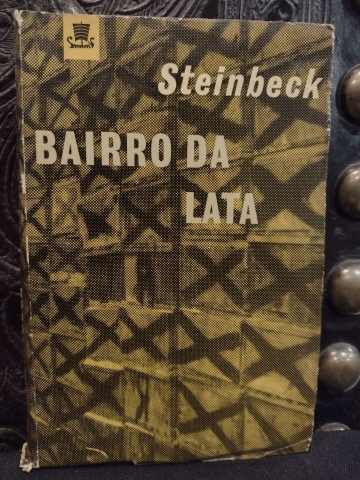 Steinbeck
BAIRRO DA
LATA